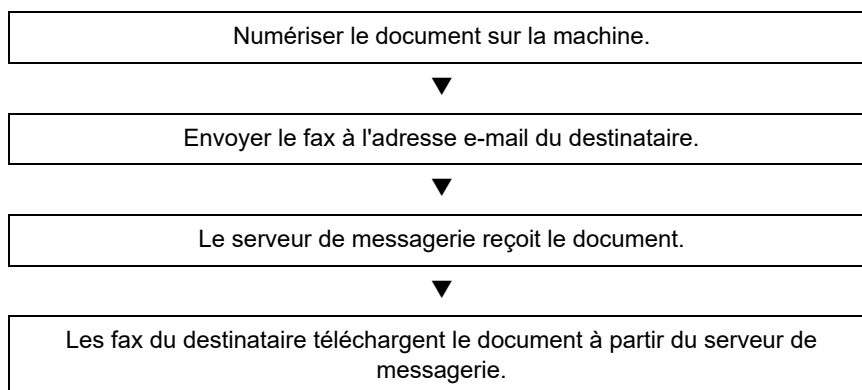 Numériser le document sur la machine.
▼
Envoyer le fax à l'adresse e-mail du destinataire.
▼
Le serveur de messagerie reçoit le document.
▼
Les fax du destinataire téléchargent le document à partir du serveur de
messagerie.